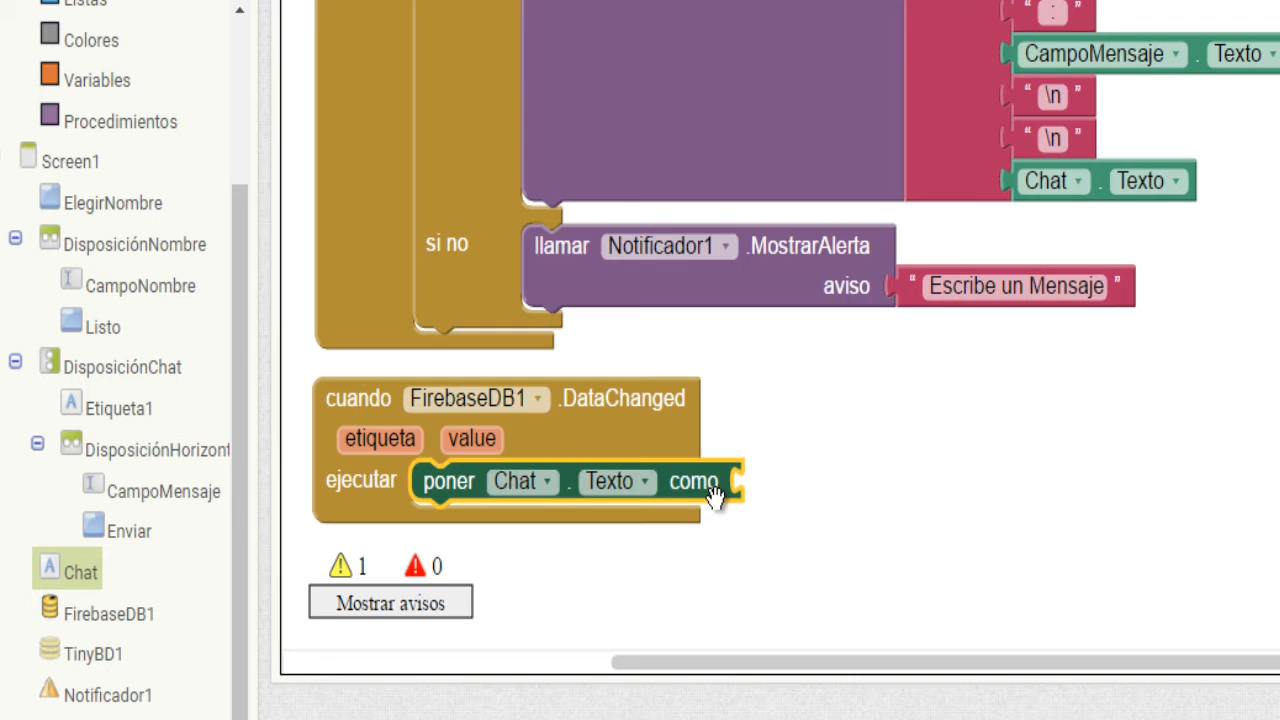 Listas
Colores
Variables
Procedimientos
Screen1
ElegirNombre
DisposiciónNombre
CampoNombre
Listo
DisposiciónChat
Etiqueta1
DisposiciónHorizont
CampoMensaje
Enviar
Chat
FirebaseDB1
TinyBD1
Notificador1
“ : ”
CampoMensaje . Texto
“ \n ”
“ \n ”
Chat . Texto
si no
llamar Notificador1 .MostrarAlerta
aviso “ Escribe un Mensaje ”
cuando FirebaseDB1 .DataChanged
etiqueta value
ejecutar poner Chat . Texto como
1 0
Mostrar avisos